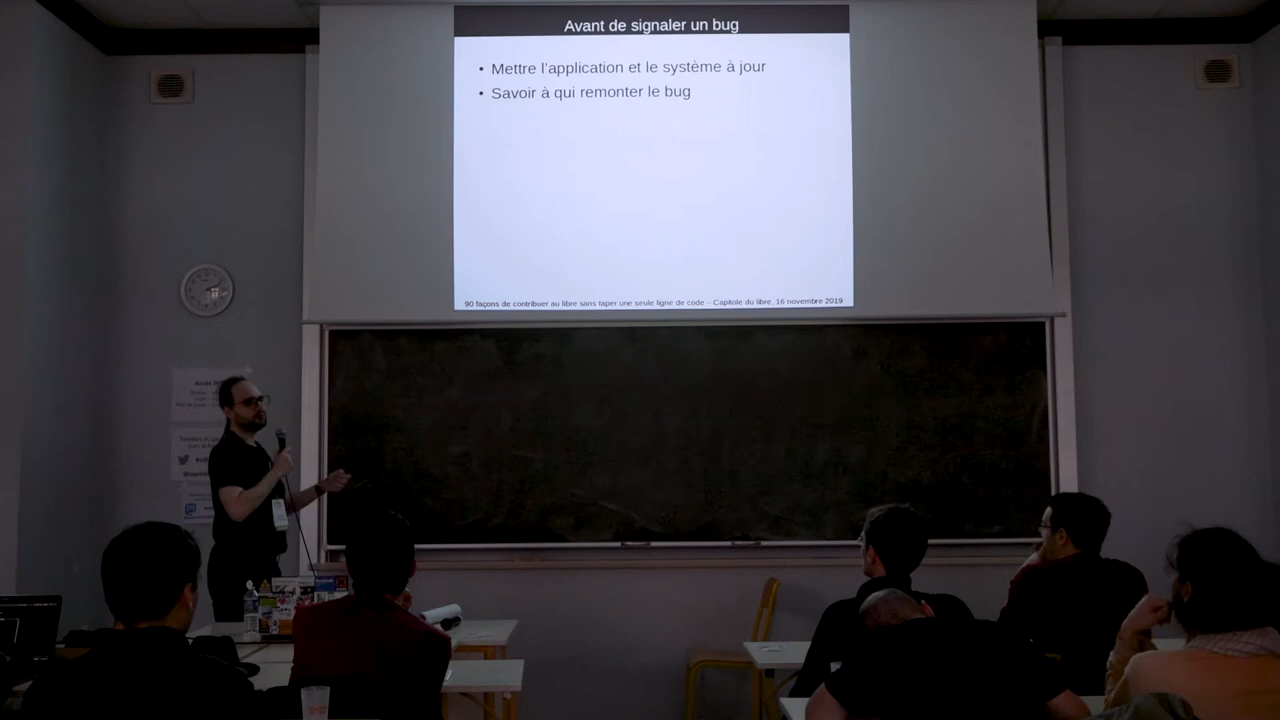 Avant de signaler un bug
• Mettre l'application et le système à jour
• Savoir à qui remonter le bug
90 façons de contribuer au libre sans taper une seule ligne de code – Capitole du libre, 16 novembre 2019